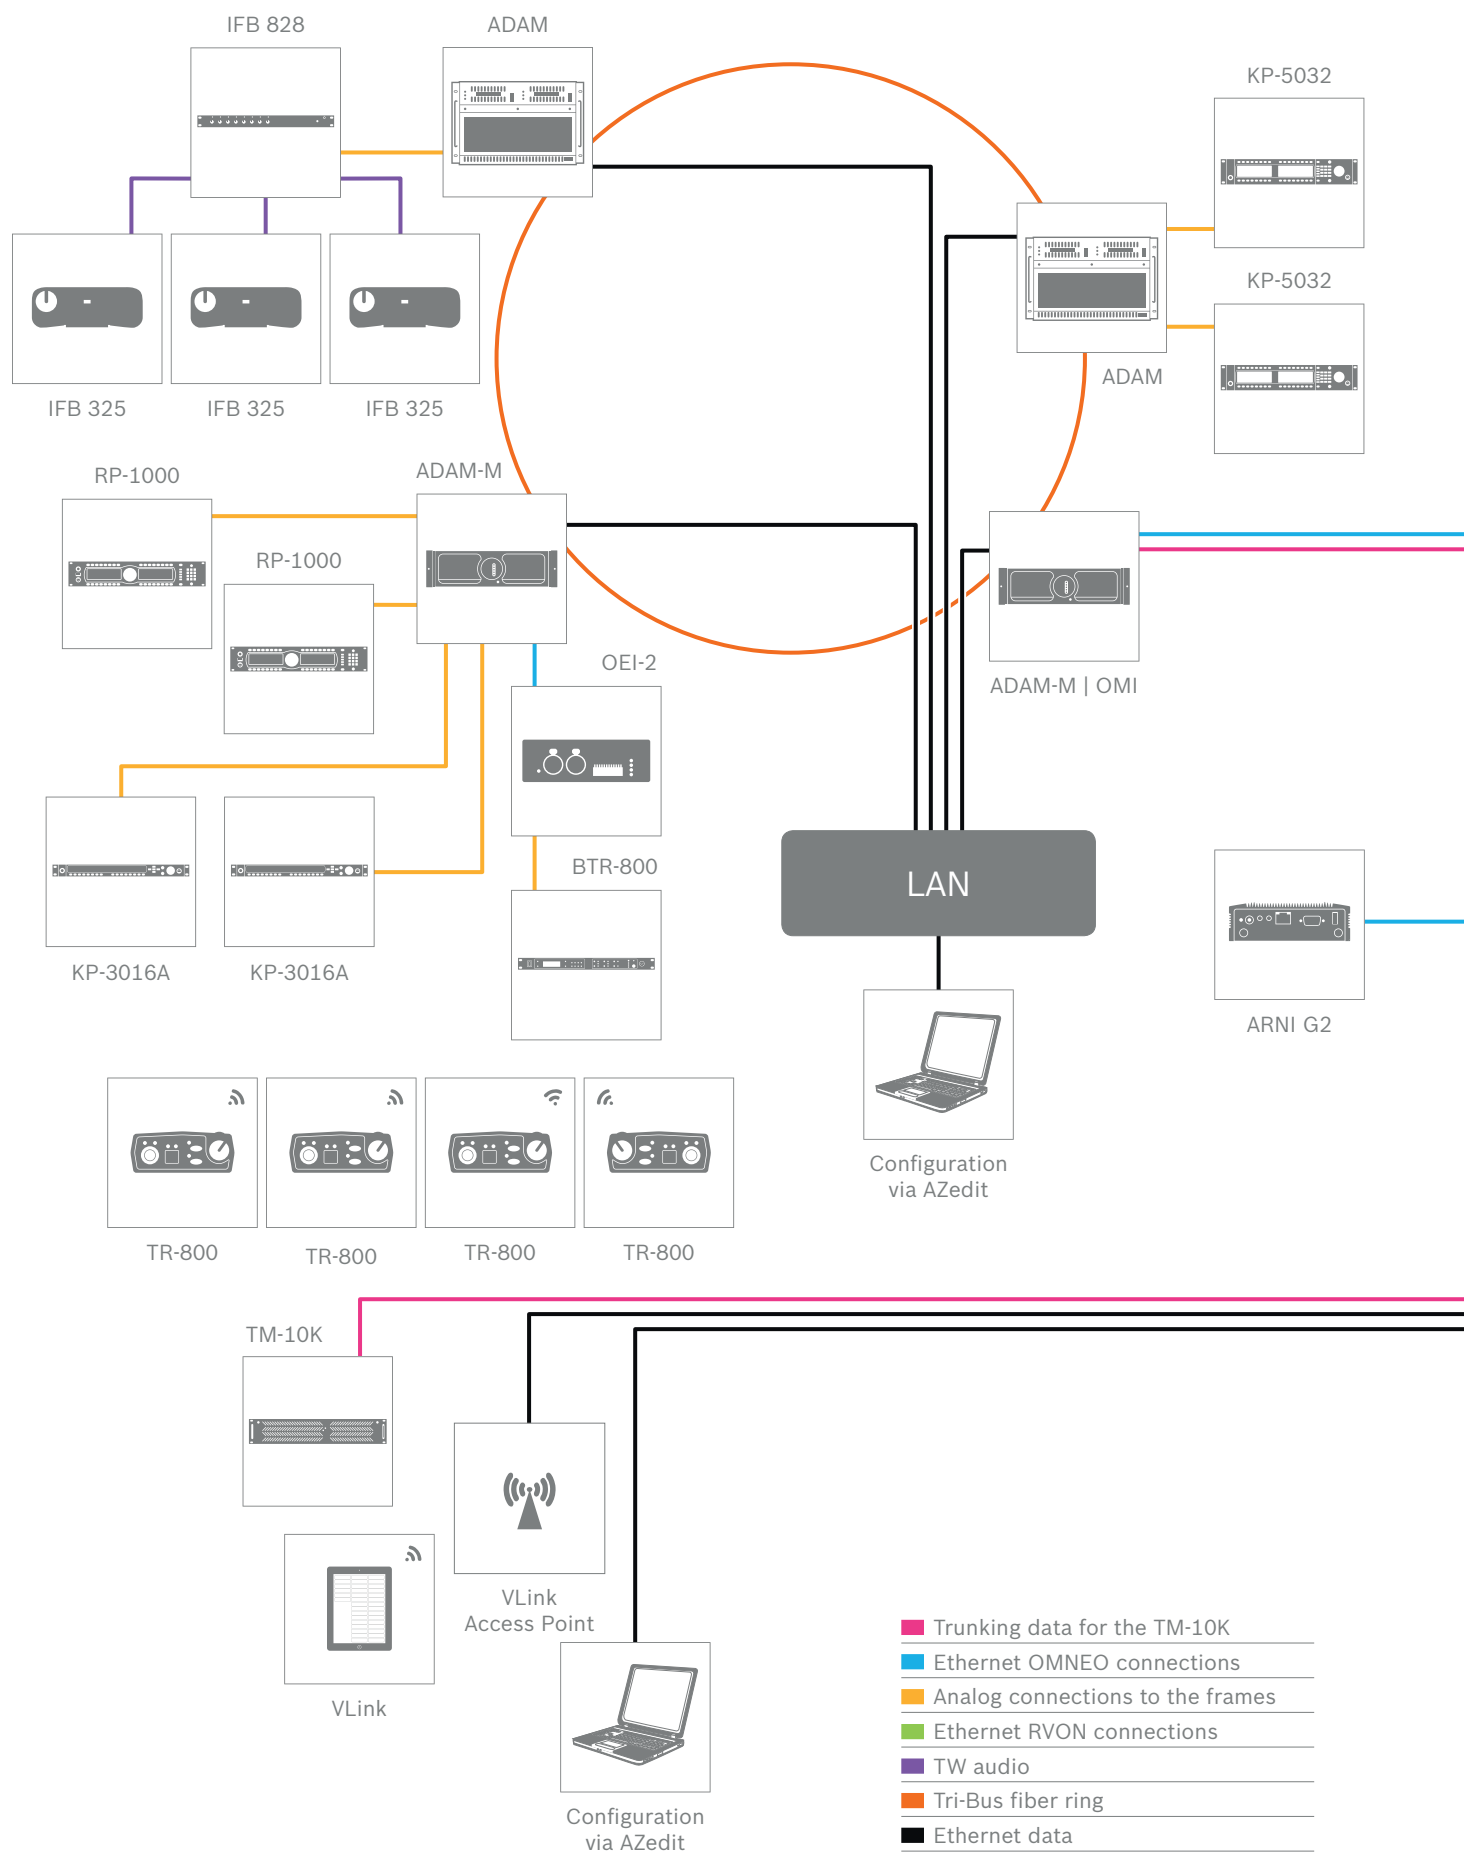 IFB 828
ADAM
KP-5032
KP-5032
ADAM
IFB 325
IFB 325
IFB 325
RP-1000
ADAM-M
RP-1000
OEI-2
ADAM-M | OMI
BTR-800
LAN
KP-3016A
KP-3016A
ARNI G2
Configuration
via AZedit
TR-800
TR-800
TR-800
TR-800
TM-10K
VLink
Access Point
VLink
Configuration
via AZedit
Trunking data for the TM-10K
Ethernet OMNEO connections
Analog connections to the frames
Ethernet RVON connections
TW audio
Tri-Bus fiber ring
Ethernet data